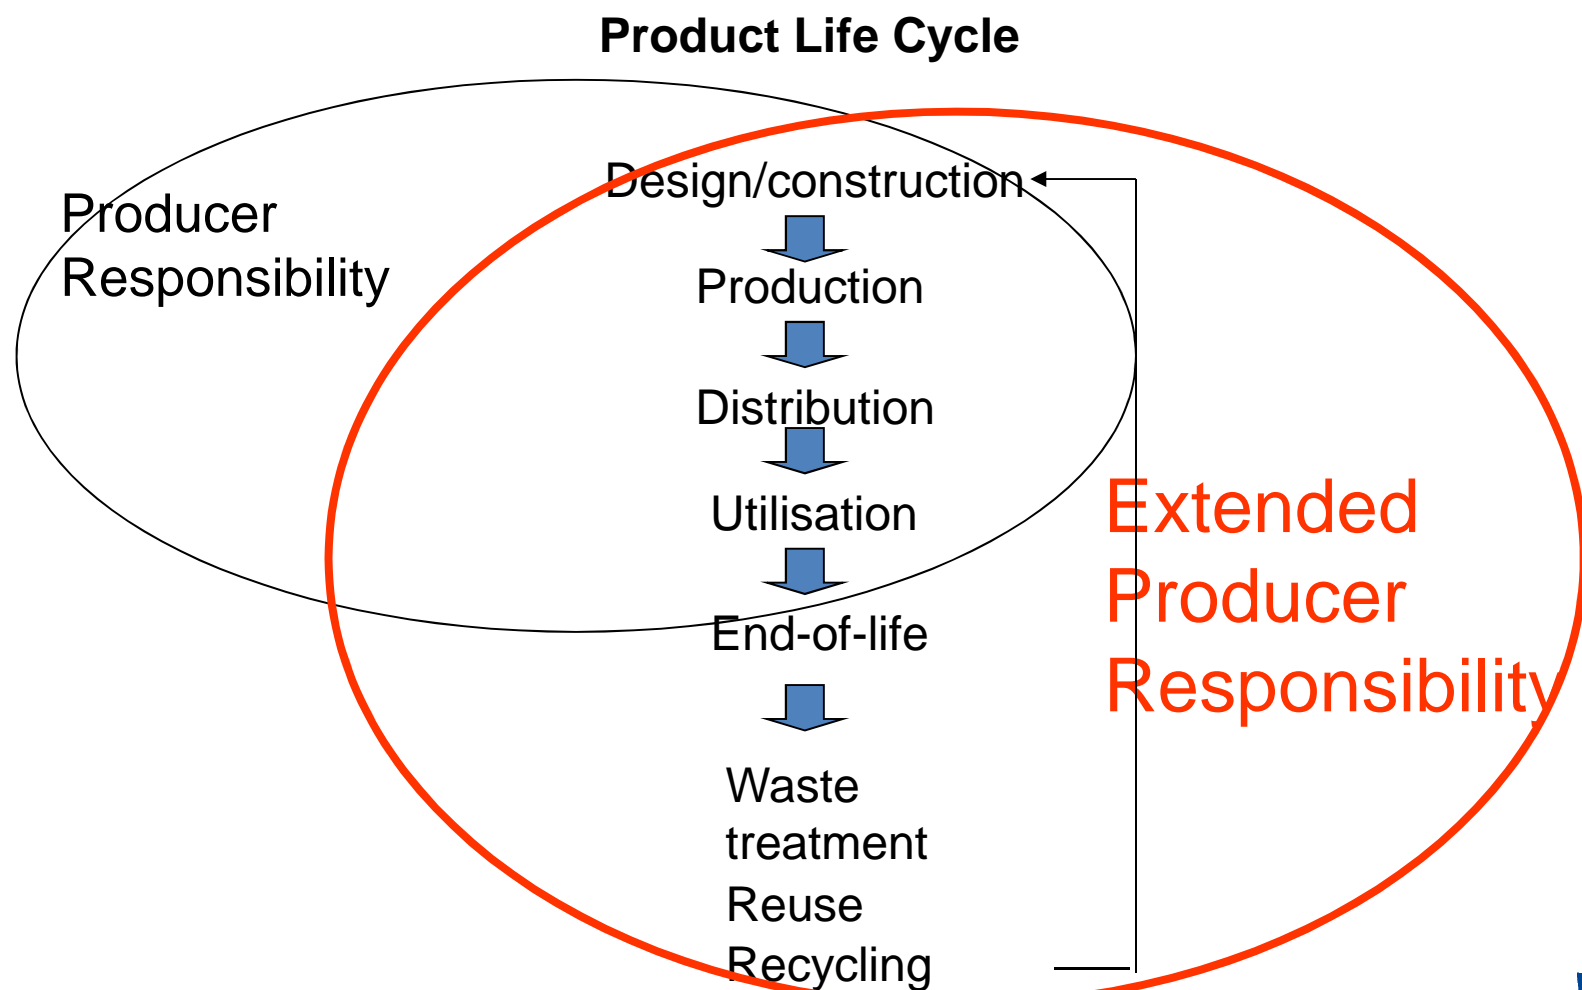 Product Life Cycle
Producer
Responsibility
Design/construction
Production
Distribution
Utilisation
End-of-life
Extended
Producer
Responsibility
Waste
treatment
Reuse
Recycling